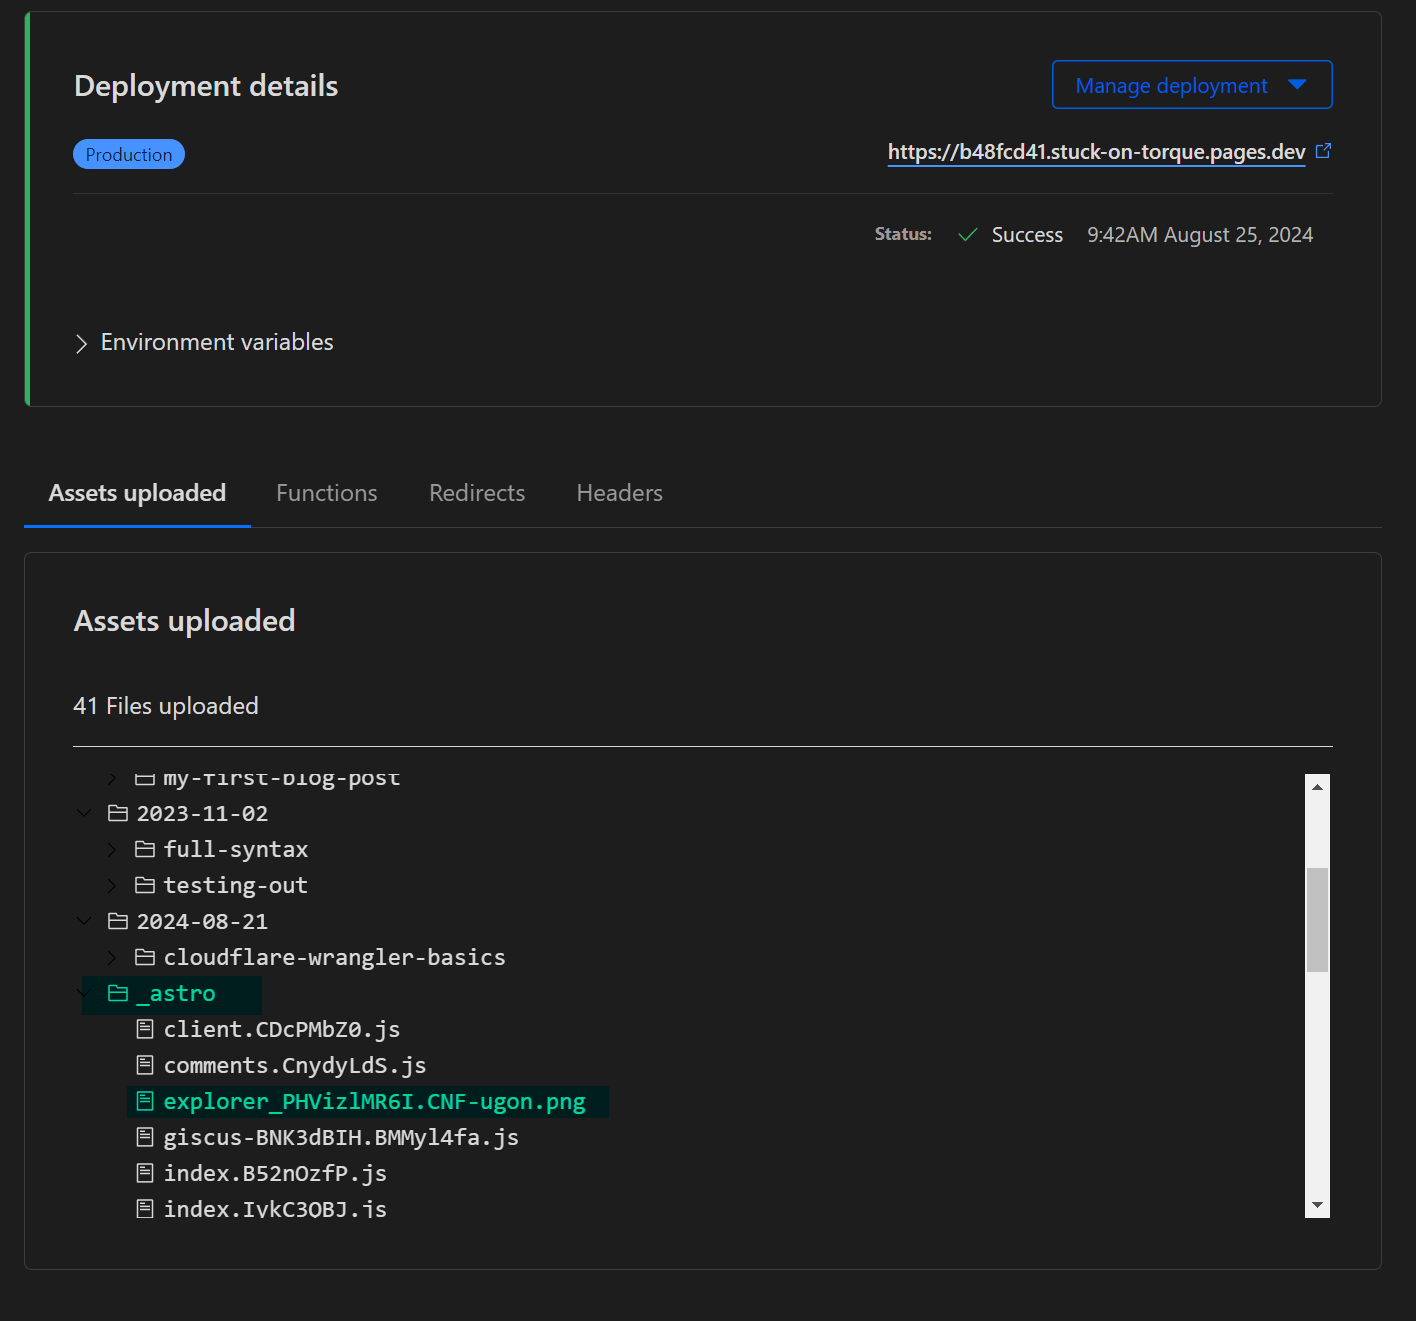 Deployment details
Manage deployment
Production
https://b48fcd41.stuck-on-torque.pages.dev
Status: Success 9:42AM August 25, 2024
Environment variables
Assets uploaded Functions Redirects Headers
Assets uploaded
41 Files uploaded
my-first-blog-post
2023-11-02
full-syntax
testing-out
2024-08-21
cloudflare-wrangler-basics
_astro
client.CDcPMbZ0.js
comments.CnydyLdS.js
explorer_PHVizlMR6I.CNF-ugon.png
giscus-BNK3dBIH.BMMyl4fa.js
index.B52nOzfP.js
index.IvkC3QBJ.js